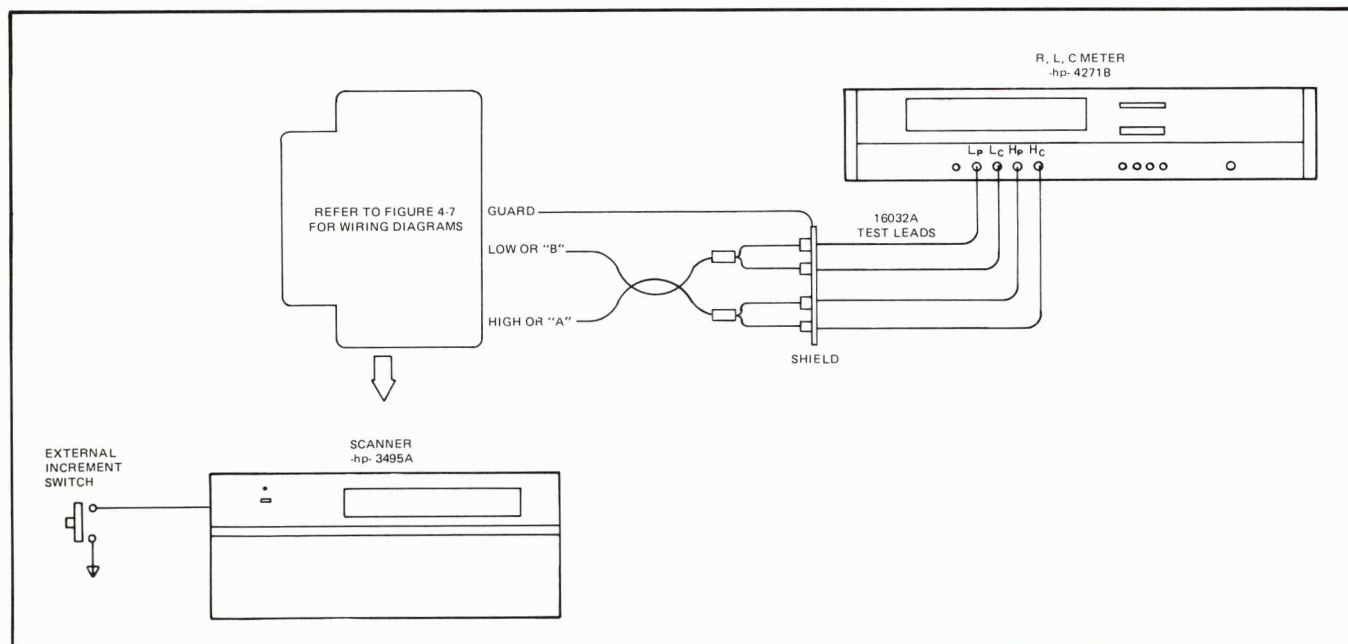 R, L, C METER
-hp- 4271B
LP LC HP HC
REFER TO FIGURE 4-7
FOR WIRING DIAGRAMS
GUARD
LOW OR "B"
HIGH OR "A"
16032A
TEST LEADS
SHIELD
SCANNER
-hp- 3495A
EXTERNAL
INCREMENT
SWITCH